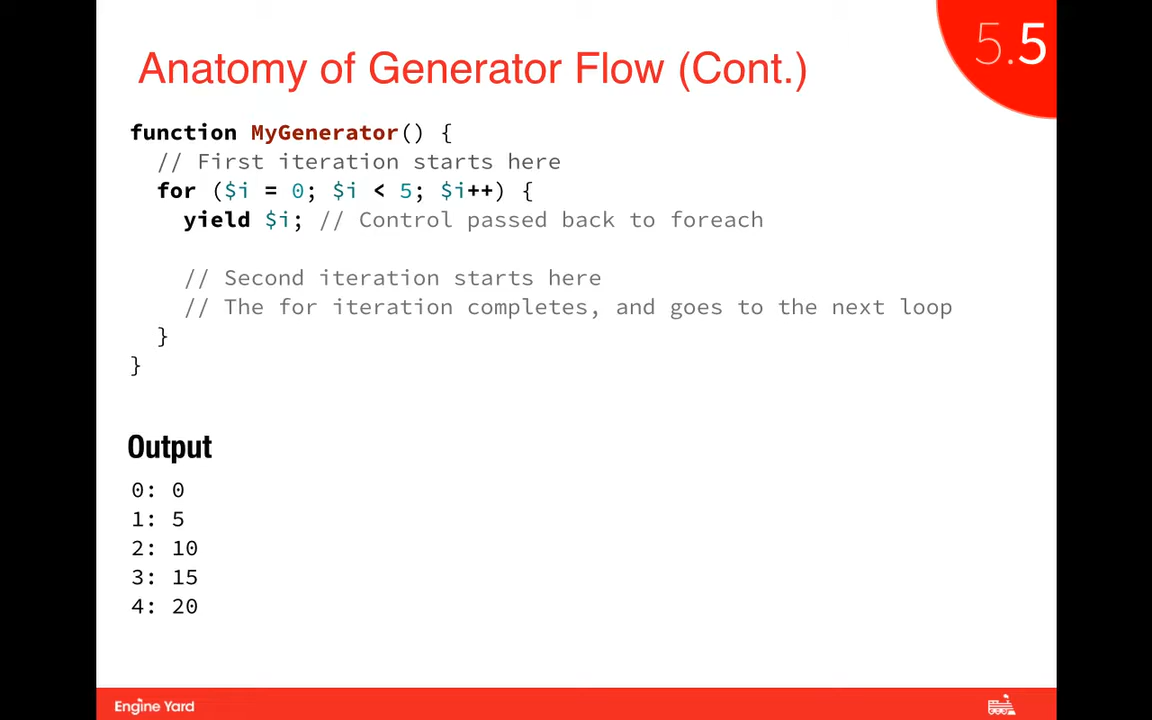 5.5
Anatomy of Generator Flow (Cont.)
function MyGenerator() {
  // First iteration starts here
  for ($i = 0; $i < 5; $i++) {
    yield $i; // Control passed back to foreach
    // Second iteration starts here
    // The for iteration completes, and goes to the next loop
  }
}
Output
0: 0
1: 5
2: 10
3: 15
4: 20
Engine Yard